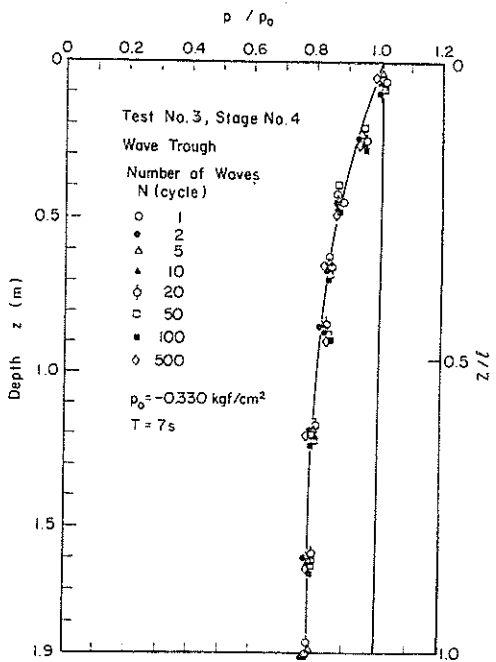 p / p₀
0 0.2 0.4 0.6 0.8 1.0 1.2
0 0
Test No. 3, Stage No. 4
Wave Trough
Number of Waves
N (cycle)
1
2
5
10
20
50
100
500
p₀ = -0.330 kgf/cm²
T = 7s
0.5
1.0
1.5
1.9
Depth z (m)
0.5
1.0
z/l